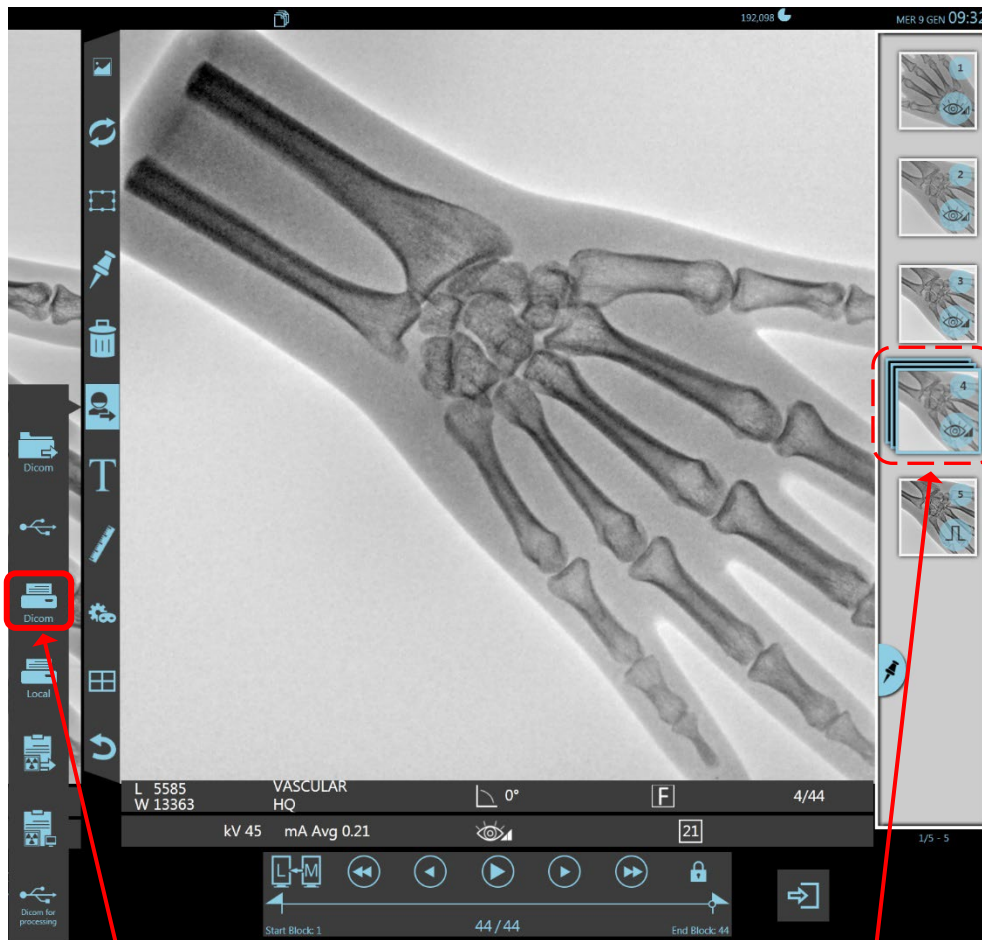 192,098
MER 9 GEN 09:32
1
2
3
4
5
Dicom
T
Dicom
Local
Dicom for
processing
L 5585
W 13363
VASCULAR
HQ
0°
F
4/44
kV 45 mA Avg 0.21
21
1/5 - 5
L M
Start Block: 1
44 / 44
End Block: 44